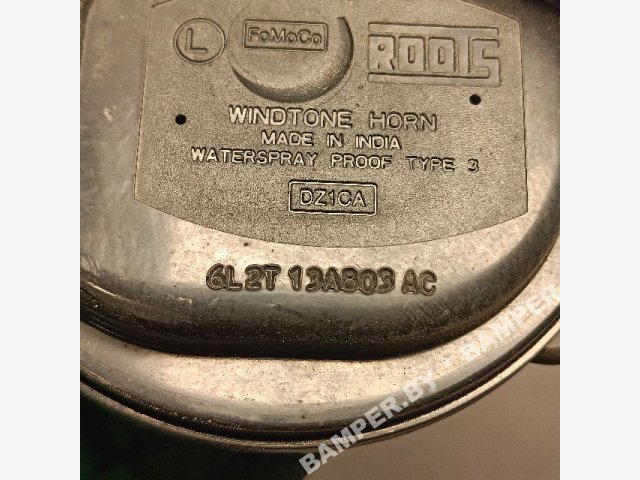 L FoMoCo ROOTS
WINDTONE HORN
MADE IN INDIA
WATERSPRAY PROOF TYPE 3
DZ1CA
6L2T 13A803 AC
BAMPER.BY - BAMPER.